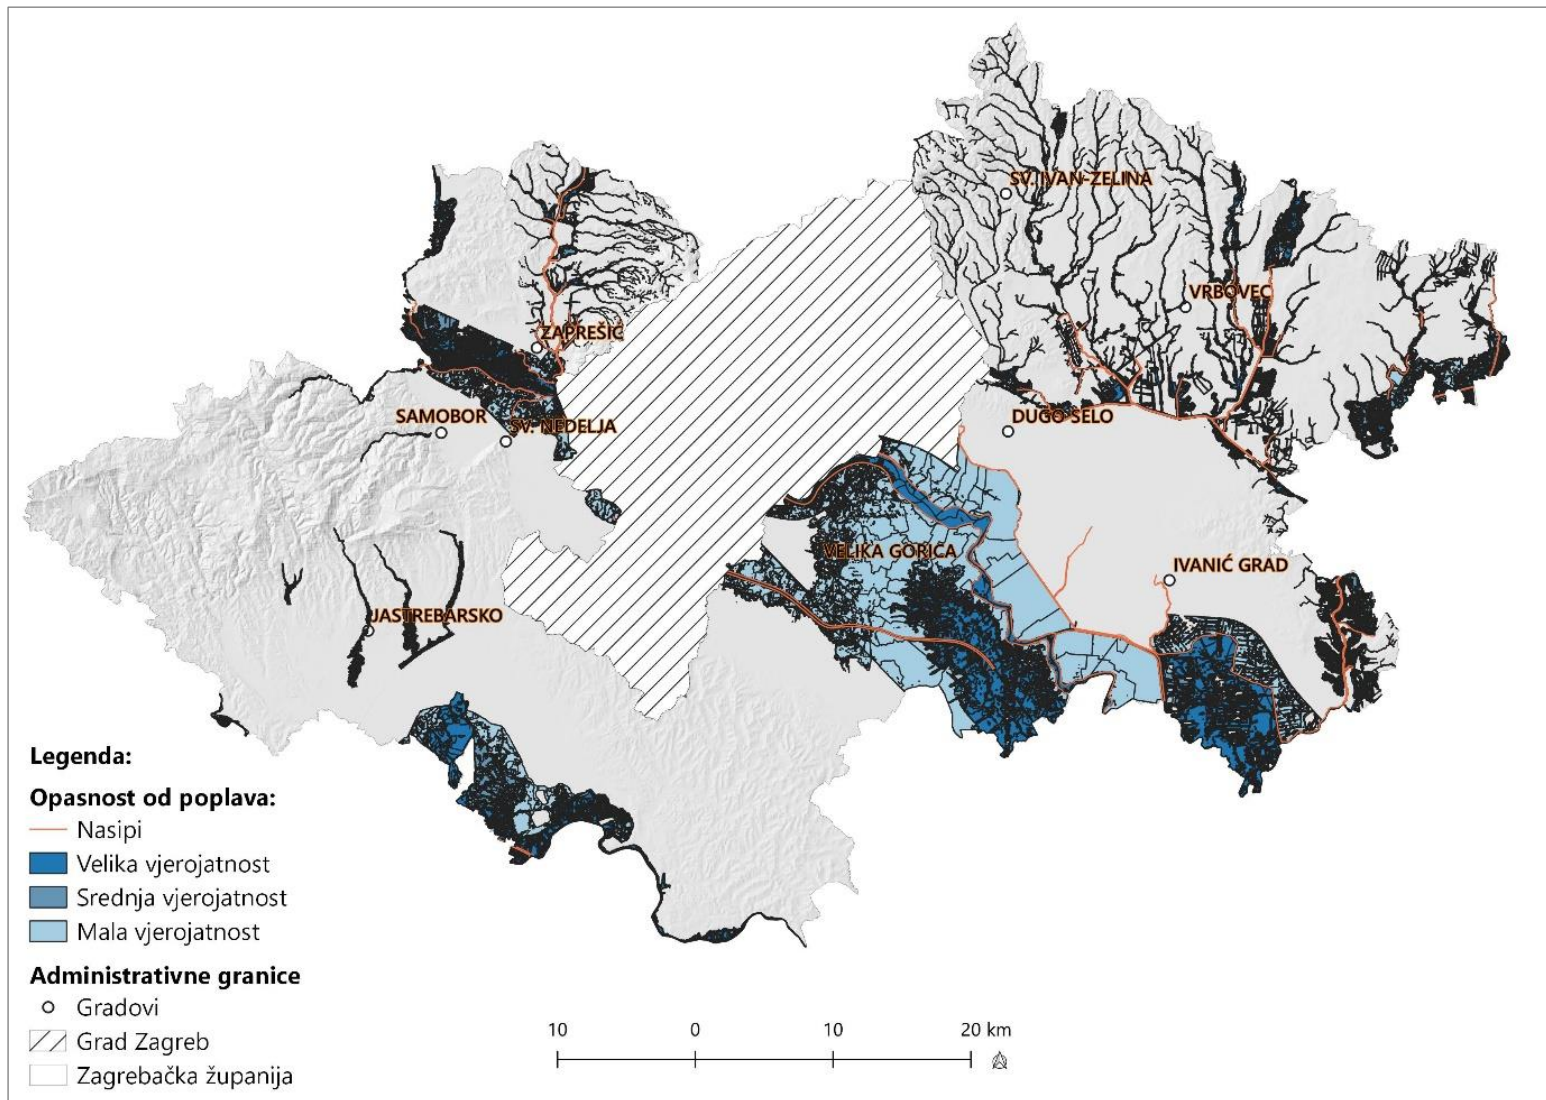 SV. IVAN-ZELINA
VRBOVEC
ZAPREŠIĆ
SAMOBOR
SV. NEDELJA
DUGO SELO
VELIKA GORICA
IVANIĆ GRAD
JASTREBARSKO
Legenda:
Opasnost od poplava:
Nasipi
Velika vjerojatnost
Srednja vjerojatnost
Mala vjerojatnost
Administrativne granice
Gradovi
Grad Zagreb
Zagrebačka županija
10 0 10 20 km